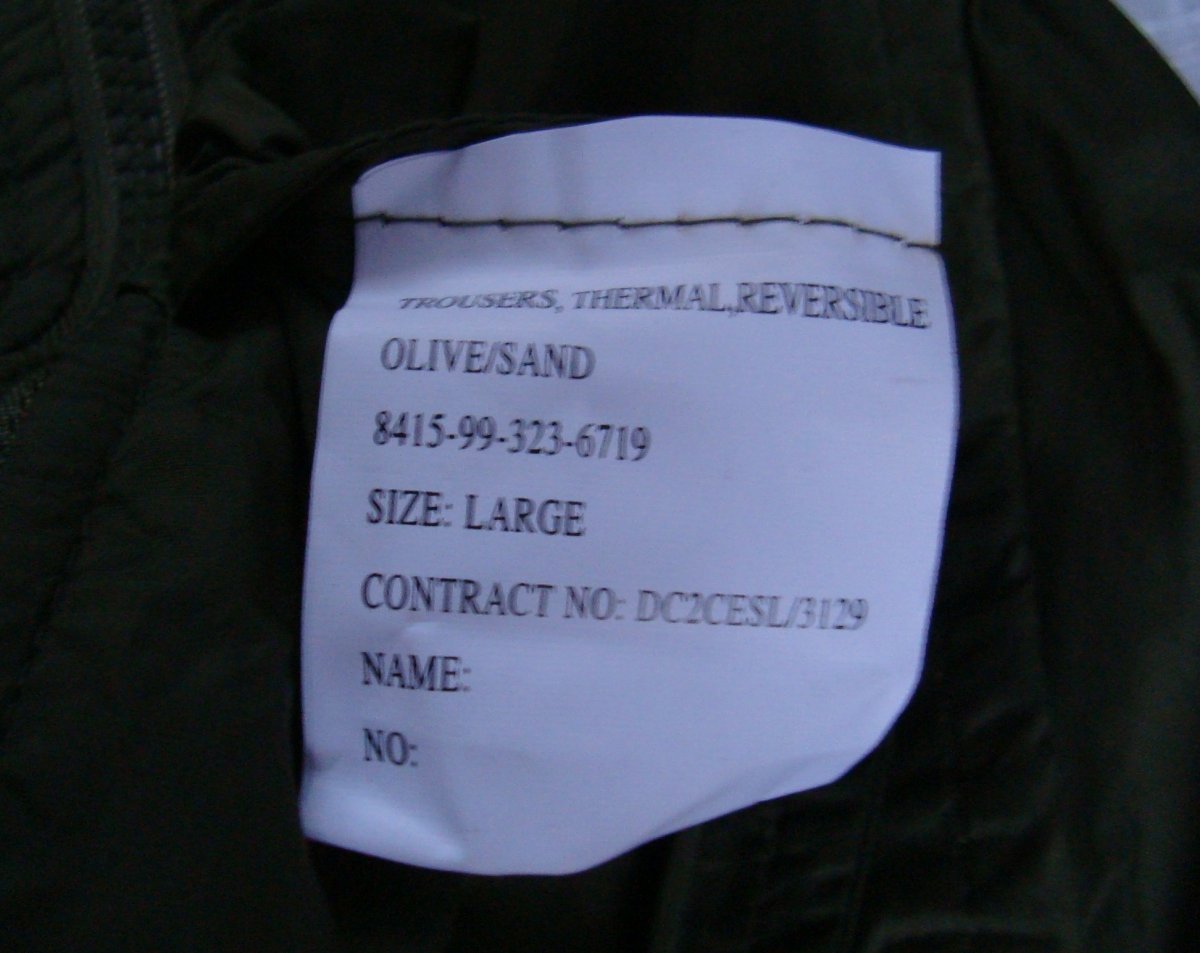 TROUSERS, THERMAL,REVERSIBLE
OLIVE/SAND
8415-99-323-6719
SIZE: LARGE
CONTRACT NO: DC2CESL/3129
NAME:
NO: